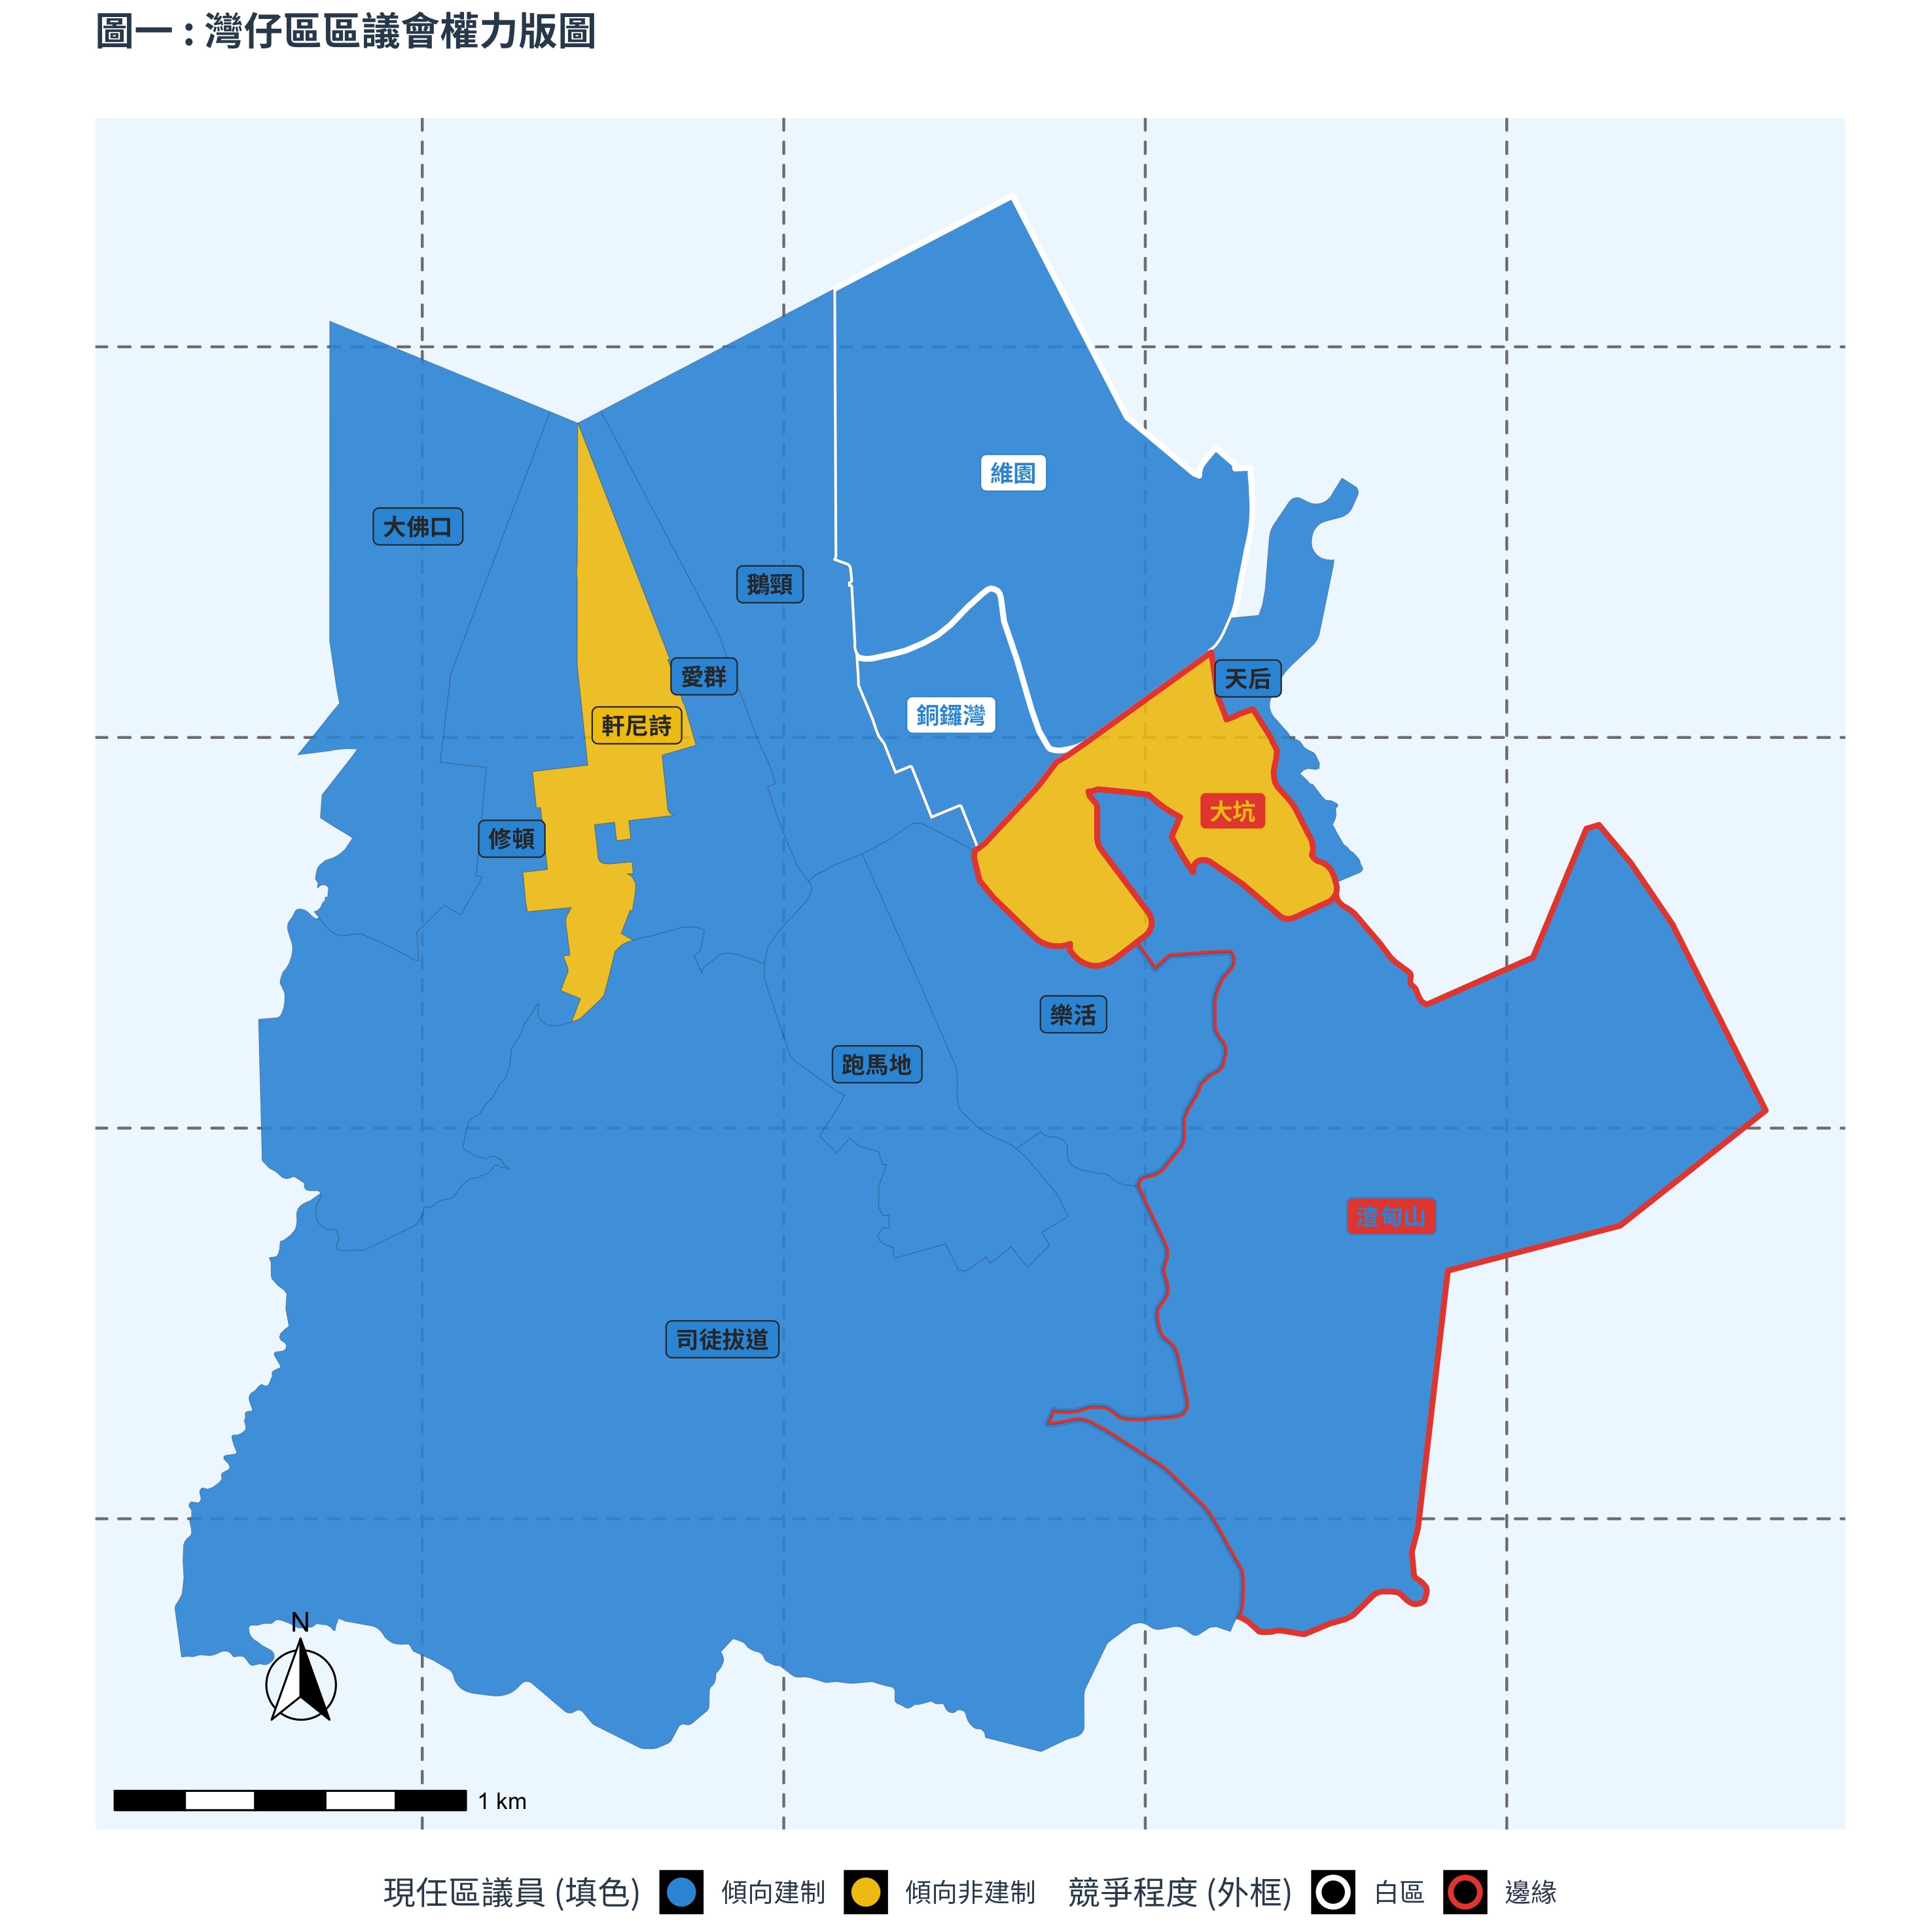 圖一 : 灣仔區區議會權力版圖
維園
大佛口
鵝頸
愛群
天后
銅鑼灣
軒尼詩
大坑
修頓
樂活
跑馬地
渣甸山
司徒拔道
N
1 km
現任區議員 (填色) 傾向建制 傾向非建制 競爭程度 (外框) 白區 邊緣